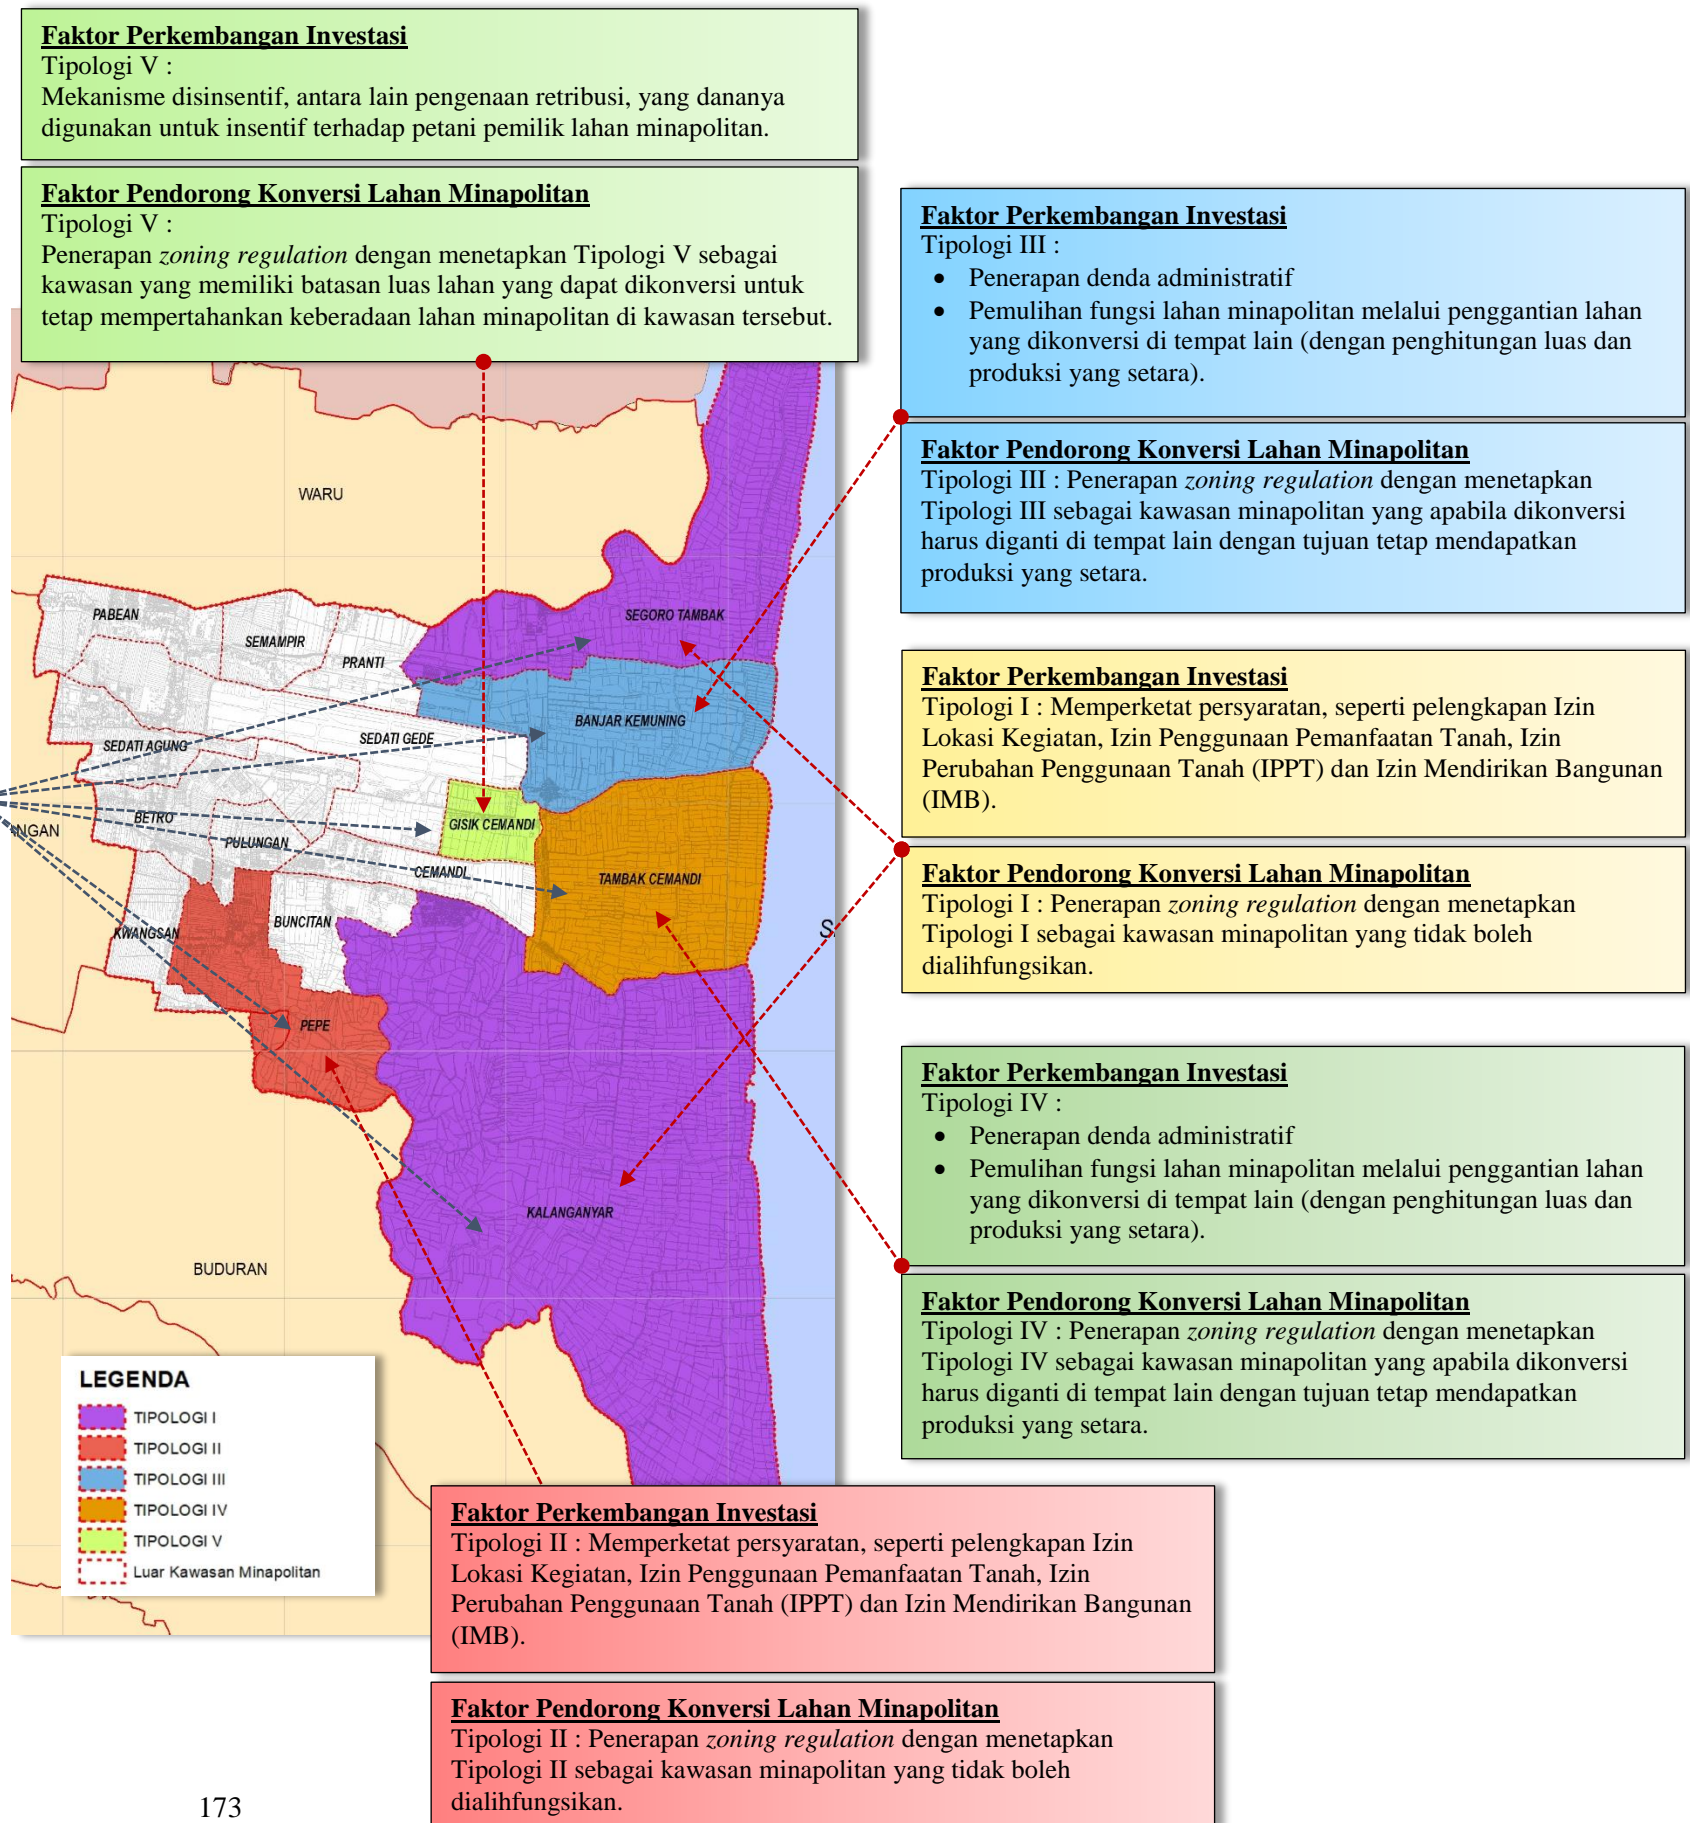 Faktor Perkembangan Investasi
Tipologi V :
Mekanisme disinsentif, antara lain pengenaan retribusi, yang dananya
digunakan untuk insentif terhadap petani pemilik lahan minapolitan.
Faktor Pendorong Konversi Lahan Minapolitan
Tipologi V :
Penerapan zoning regulation dengan menetapkan Tipologi V sebagai
kawasan yang memiliki batasan luas lahan yang dapat dikonversi untuk
tetap mempertahankan keberadaan lahan minapolitan di kawasan tersebut.
Faktor Perkembangan Investasi
Tipologi III :
• Penerapan denda administratif
• Pemulihan fungsi lahan minapolitan melalui penggantian lahan
yang dikonversi di tempat lain (dengan penghitungan luas dan
produksi yang setara).
Faktor Pendorong Konversi Lahan Minapolitan
Tipologi III : Penerapan zoning regulation dengan menetapkan
Tipologi III sebagai kawasan minapolitan yang apabila dikonversi
harus diganti di tempat lain dengan tujuan tetap mendapatkan
produksi yang setara.
Faktor Perkembangan Investasi
Tipologi I : Memperketat persyaratan, seperti pelengkapan Izin
Lokasi Kegiatan, Izin Penggunaan Pemanfaatan Tanah, Izin
Perubahan Penggunaan Tanah (IPPT) dan Izin Mendirikan Bangunan
(IMB).
Faktor Pendorong Konversi Lahan Minapolitan
Tipologi I : Penerapan zoning regulation dengan menetapkan
Tipologi I sebagai kawasan minapolitan yang tidak boleh
dialihfungsikan.
Faktor Perkembangan Investasi
Tipologi IV :
• Penerapan denda administratif
• Pemulihan fungsi lahan minapolitan melalui penggantian lahan
yang dikonversi di tempat lain (dengan penghitungan luas dan
produksi yang setara).
Faktor Pendorong Konversi Lahan Minapolitan
Tipologi IV : Penerapan zoning regulation dengan menetapkan
Tipologi IV sebagai kawasan minapolitan yang apabila dikonversi
harus diganti di tempat lain dengan tujuan tetap mendapatkan
produksi yang setara.
WARU
PABEAN
SEMAMPIR
PRANTI
SEGORO TAMBAK
BANJAR KEMUNING
SEDATI AGUNG
SEDATI GEDE
BETRO
NGAN
PULUNGAN
GISIK CEMANDI
CEMANDI
TAMBAK CEMANDI
KWANGSAN
BUNCITAN
S
PEPE
KALANGANYAR
BUDURAN
LEGENDA
TIPOLOGI I
TIPOLOGI II
TIPOLOGI III
TIPOLOGI IV
TIPOLOGI V
Luar Kawasan Minapolitan
Faktor Perkembangan Investasi
Tipologi II : Memperketat persyaratan, seperti pelengkapan Izin
Lokasi Kegiatan, Izin Penggunaan Pemanfaatan Tanah, Izin
Perubahan Penggunaan Tanah (IPPT) dan Izin Mendirikan Bangunan
(IMB).
Faktor Pendorong Konversi Lahan Minapolitan
Tipologi II : Penerapan zoning regulation dengan menetapkan
Tipologi II sebagai kawasan minapolitan yang tidak boleh
dialihfungsikan.
173